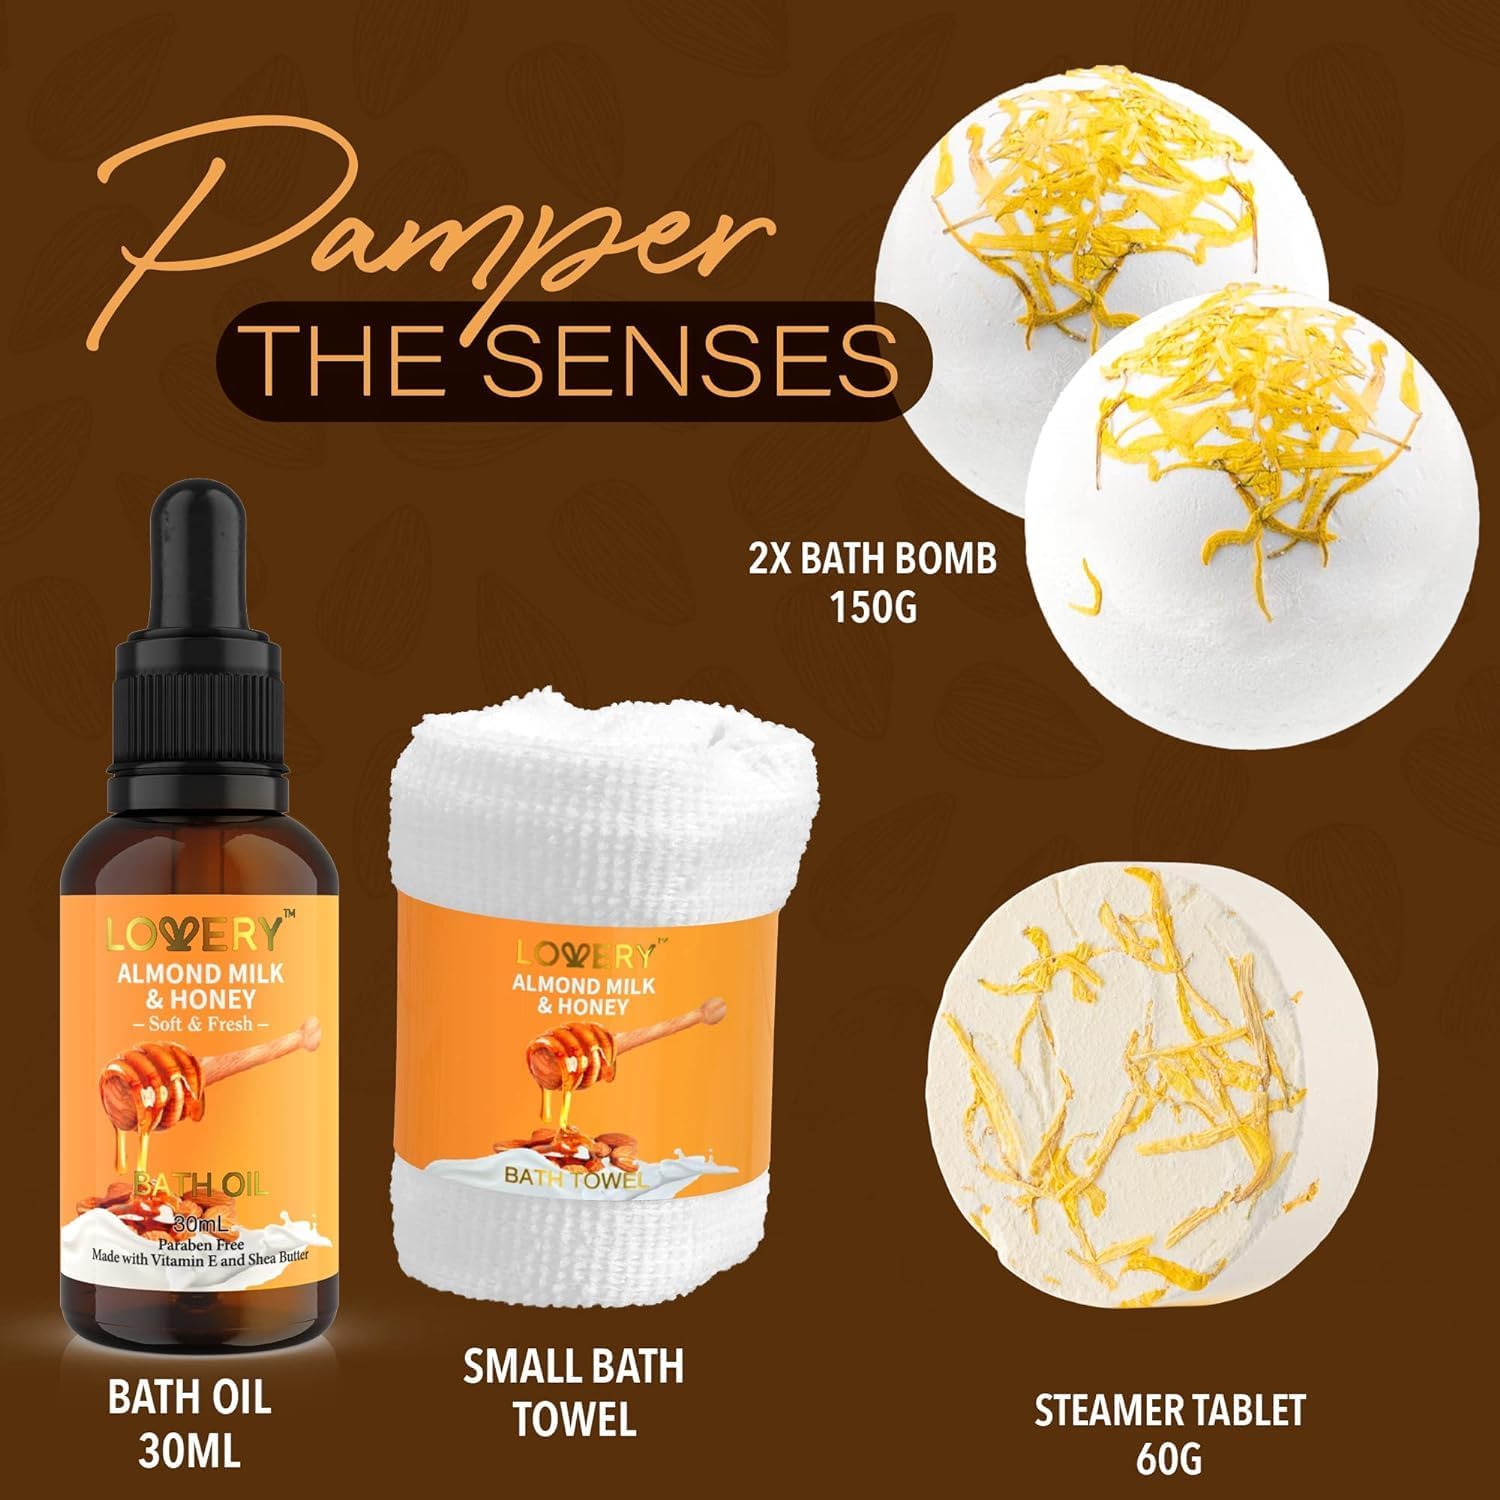 Pamper
THE SENSES
2X BATH BOMB
150G
LOVERY™
ALMOND MILK
& HONEY
– Soft & Fresh –
BATH OIL
30mL
Paraben Free
Made with Vitamin E and Shea Butter
LOVERY™
ALMOND MILK
& HONEY
BATH TOWEL
BATH OIL
30ML
SMALL BATH
TOWEL
STEAMER TABLET
60G